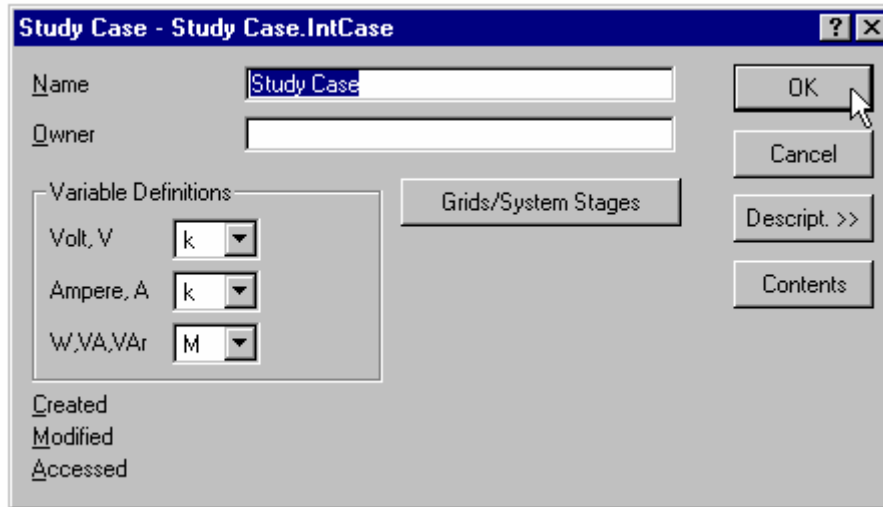 Study Case - Study Case.IntCase
Name
Study Case
OK
Owner
Cancel
Variable Definitions
Grids/System Stages
Descript. >>
Volt, V
k
Ampere, A
k
Contents
W,VA,VAr
M
Created
Modified
Accessed